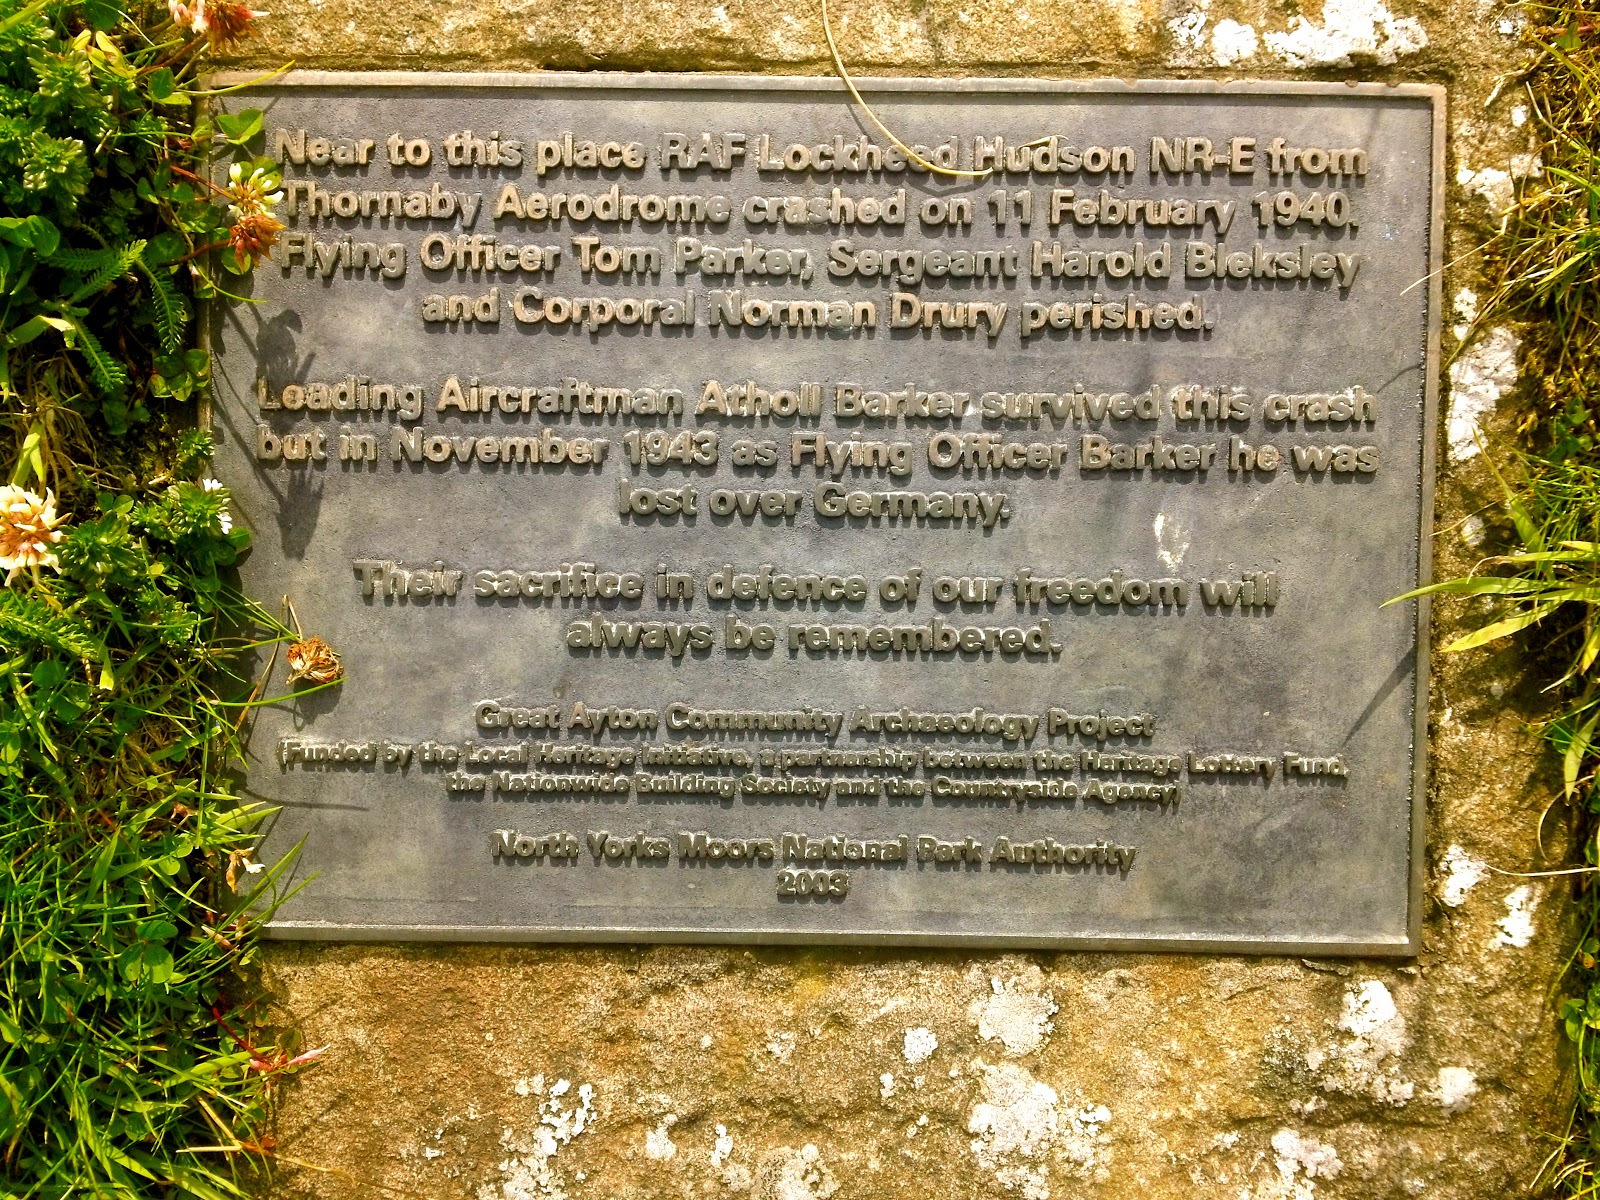 Near to this place RAF Lockheed Hudson NR-E from
Thornaby Aerodrome crashed on 11 February 1940.
Flying Officer Tom Parker, Sergeant Harold Bleksley
and Corporal Norman Drury perished.
Leading Aircraftman Atholl Barker survived this crash
but in November 1943 as Flying Officer Barker he was
lost over Germany.
Their sacrifice in defence of our freedom will
always be remembered.
Great Ayton Community Archaeology Project
(Funded by the Local Heritage Initiative, a partnership between the Heritage Lottery Fund,
the Nationwide Building Society and the Countryside Agency)
North Yorks Moors National Park Authority
2003